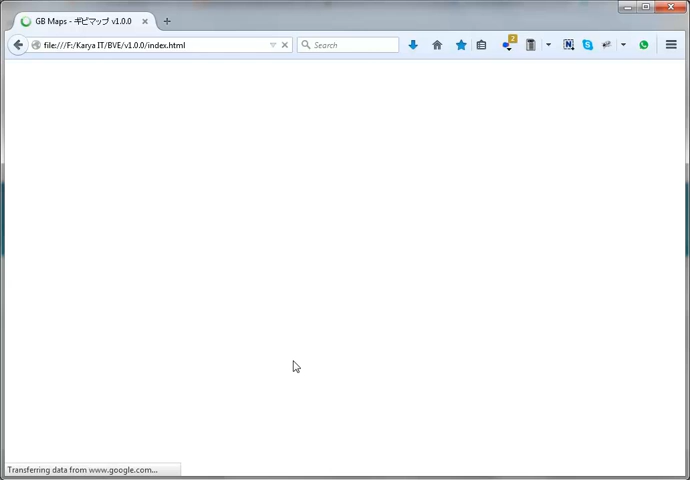 GB Maps - ギビマップ v1.0.0
file:///F:/Karya IT/BVE/v1.0.0/index.html
Search
2
N
Transferring data from www.google.com...